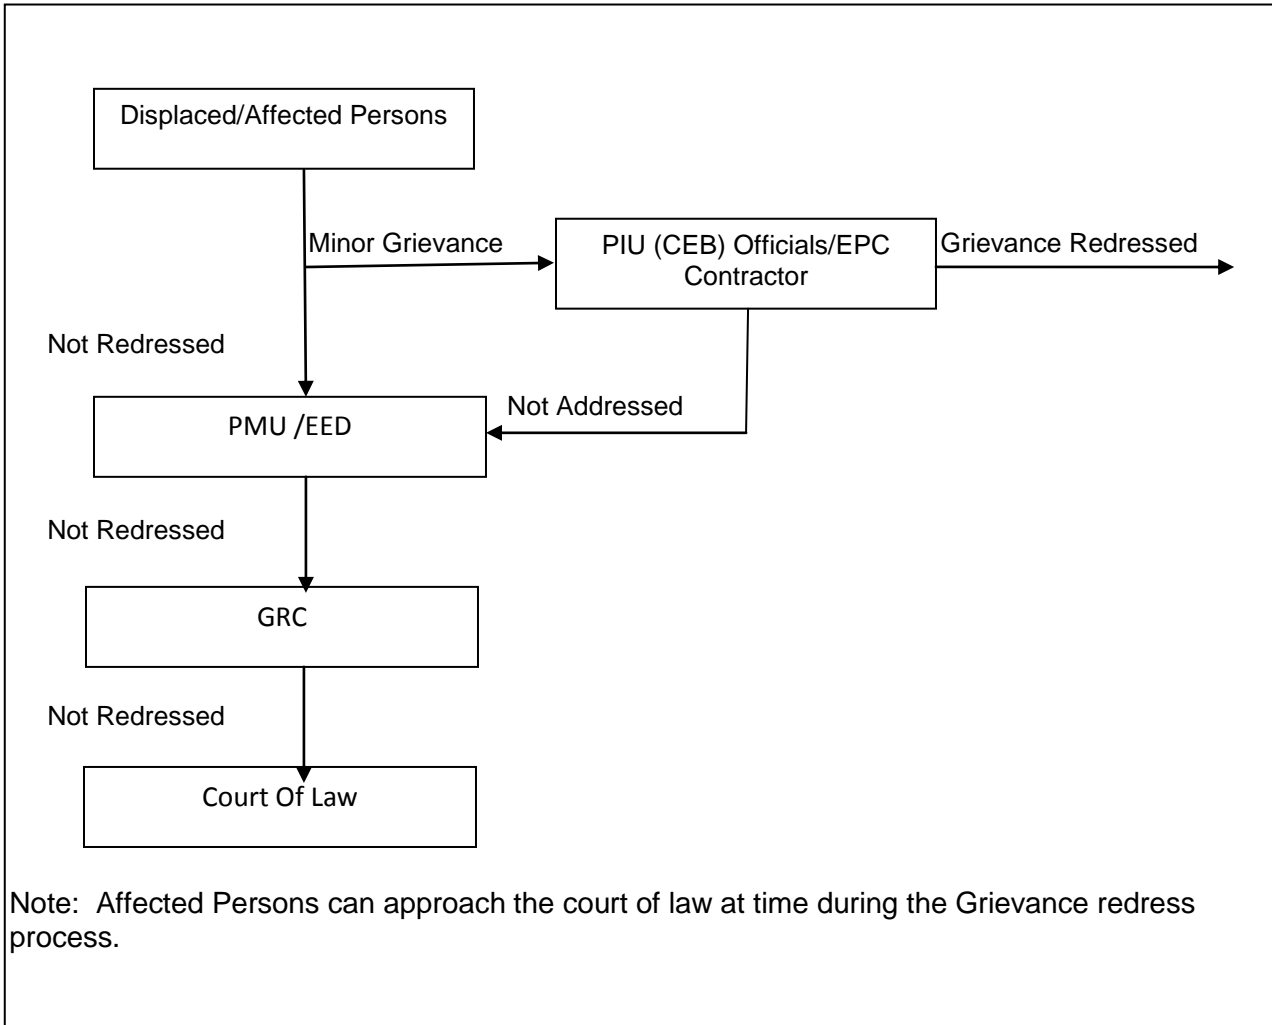 Displaced/Affected Persons
Minor Grievance
PIU (CEB) Officials/EPC
Contractor
Grievance Redressed
Not Redressed
Not Addressed
PMU /EED
Not Redressed
GRC
Not Redressed
Court Of Law
Note: Affected Persons can approach the court of law at time during the Grievance redress
process.